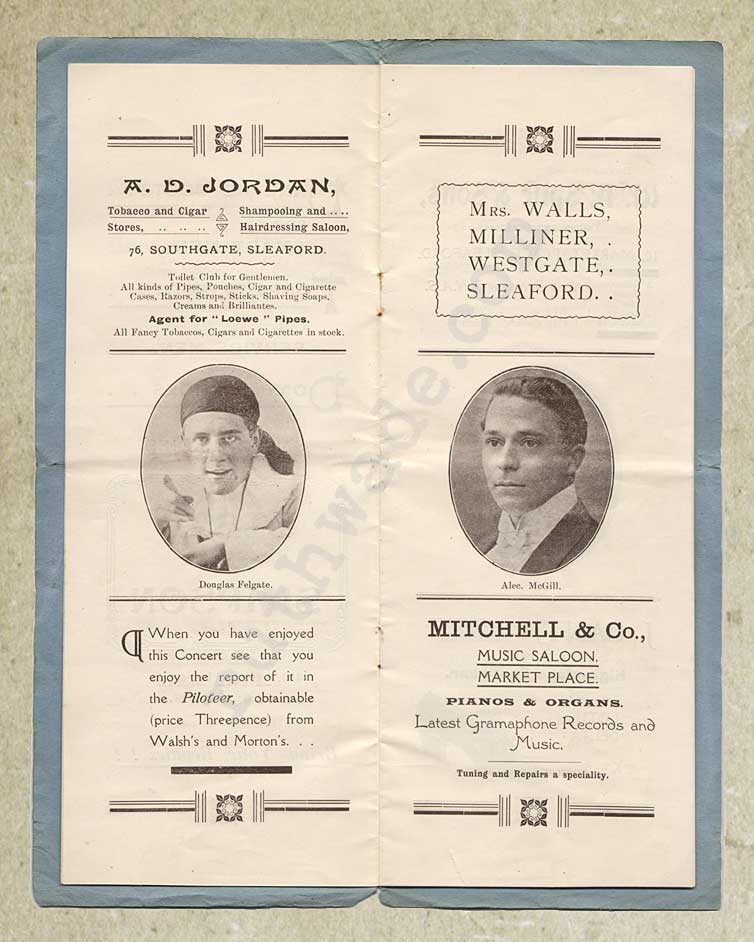 A. D. JORDAN,
Tobacco and Cigar Shampooing and ....
Stores, .. .. .. Hairdressing Saloon,
76, SOUTHGATE, SLEAFORD.
Toilet Club for Gentlemen.
All kinds of Pipes, Pouches, Cigar and Cigarette
Cases, Razors, Strops, Sticks, Shaving Soaps,
Creams and Brilliantes.
Agent for "Loewe" Pipes.
All Fancy Tobaccos, Cigars and Cigarettes in stock.
Douglas Felgate.
¶ When you have enjoyed
this Concert see that you
enjoy the report of it in
the Piloteer, obtainable
(price Threepence) from
Walsh's and Morton's. . .
MRS. WALLS,
MILLINER, .
WESTGATE, .
SLEAFORD. .
Alec. McGill.
MITCHELL & Co.,
MUSIC SALOON,
MARKET PLACE.
PIANOS & ORGANS.
Latest Gramaphone Records and
Music.
Tuning and Repairs a speciality.